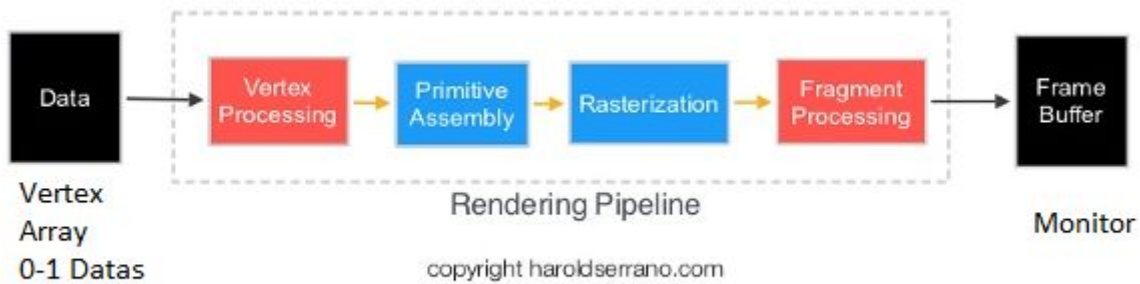 Data
Vertex
Processing
Primitive
Assembly
Rasterization
Fragment
Processing
Frame
Buffer
Vertex
Array
0-1 Datas
Rendering Pipeline
Monitor
copyright haroldserrano.com